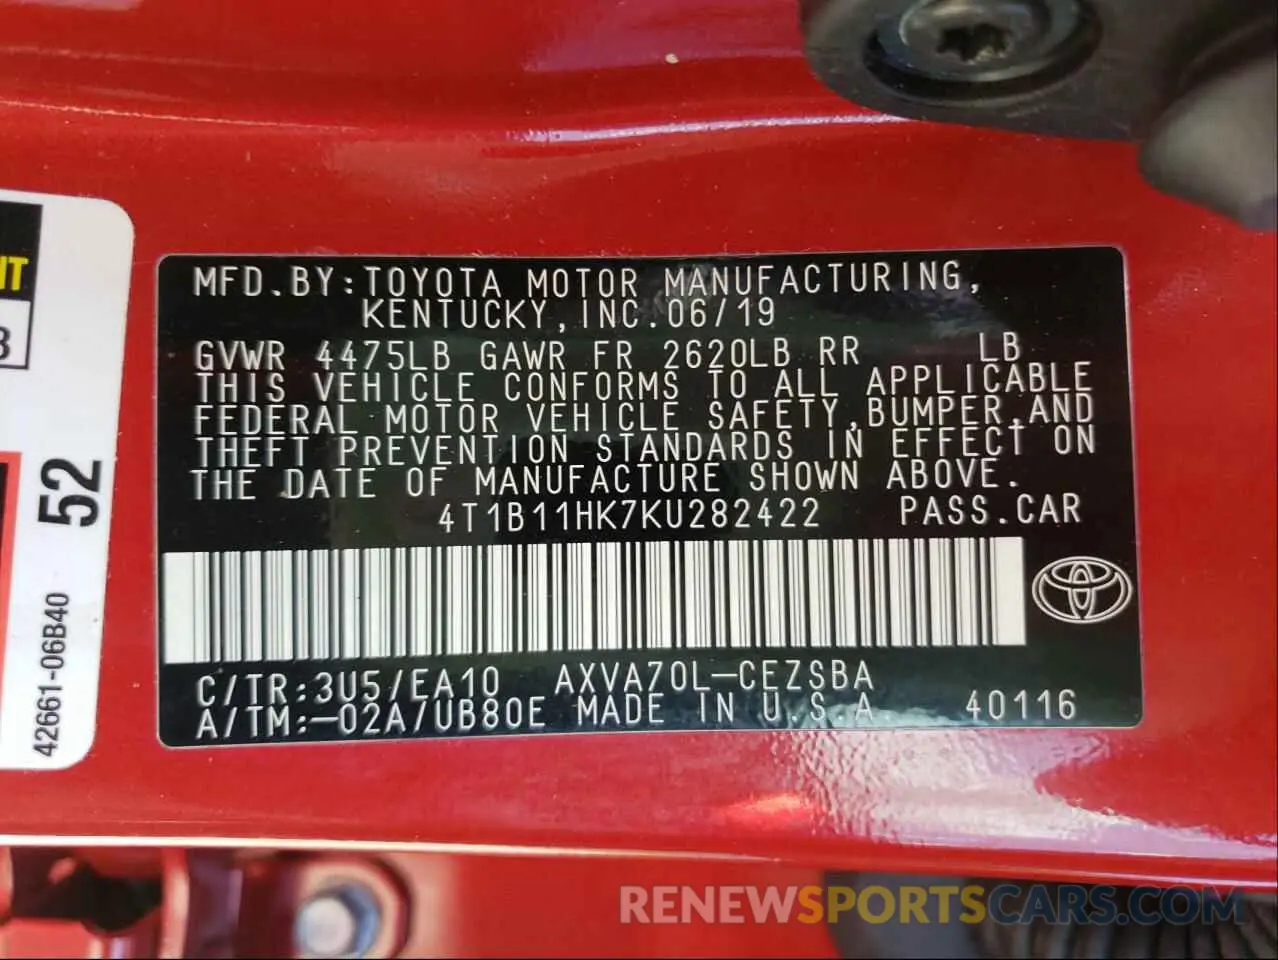 MFD.BY:TOYOTA MOTOR MANUFACTURING,
KENTUCKY,INC.06/19
GVWR 4475LB GAWR FR 2620LB RR LB
THIS VEHICLE CONFORMS TO ALL APPLICABLE
FEDERAL MOTOR VEHICLE SAFETY,BUMPER,AND
THEFT PREVENTION STANDARDS IN EFFECT ON
THE DATE OF MANUFACTURE SHOWN ABOVE.
4T1B11HK7KU282422 PASS.CAR
C/TR:3U5/EA10 AXVA70L-CEZSBA
A/TM:-02A7UB80E MADE IN U.S.A. 40116
52
42661-06B40
RENEWSPORTSCARS.COM